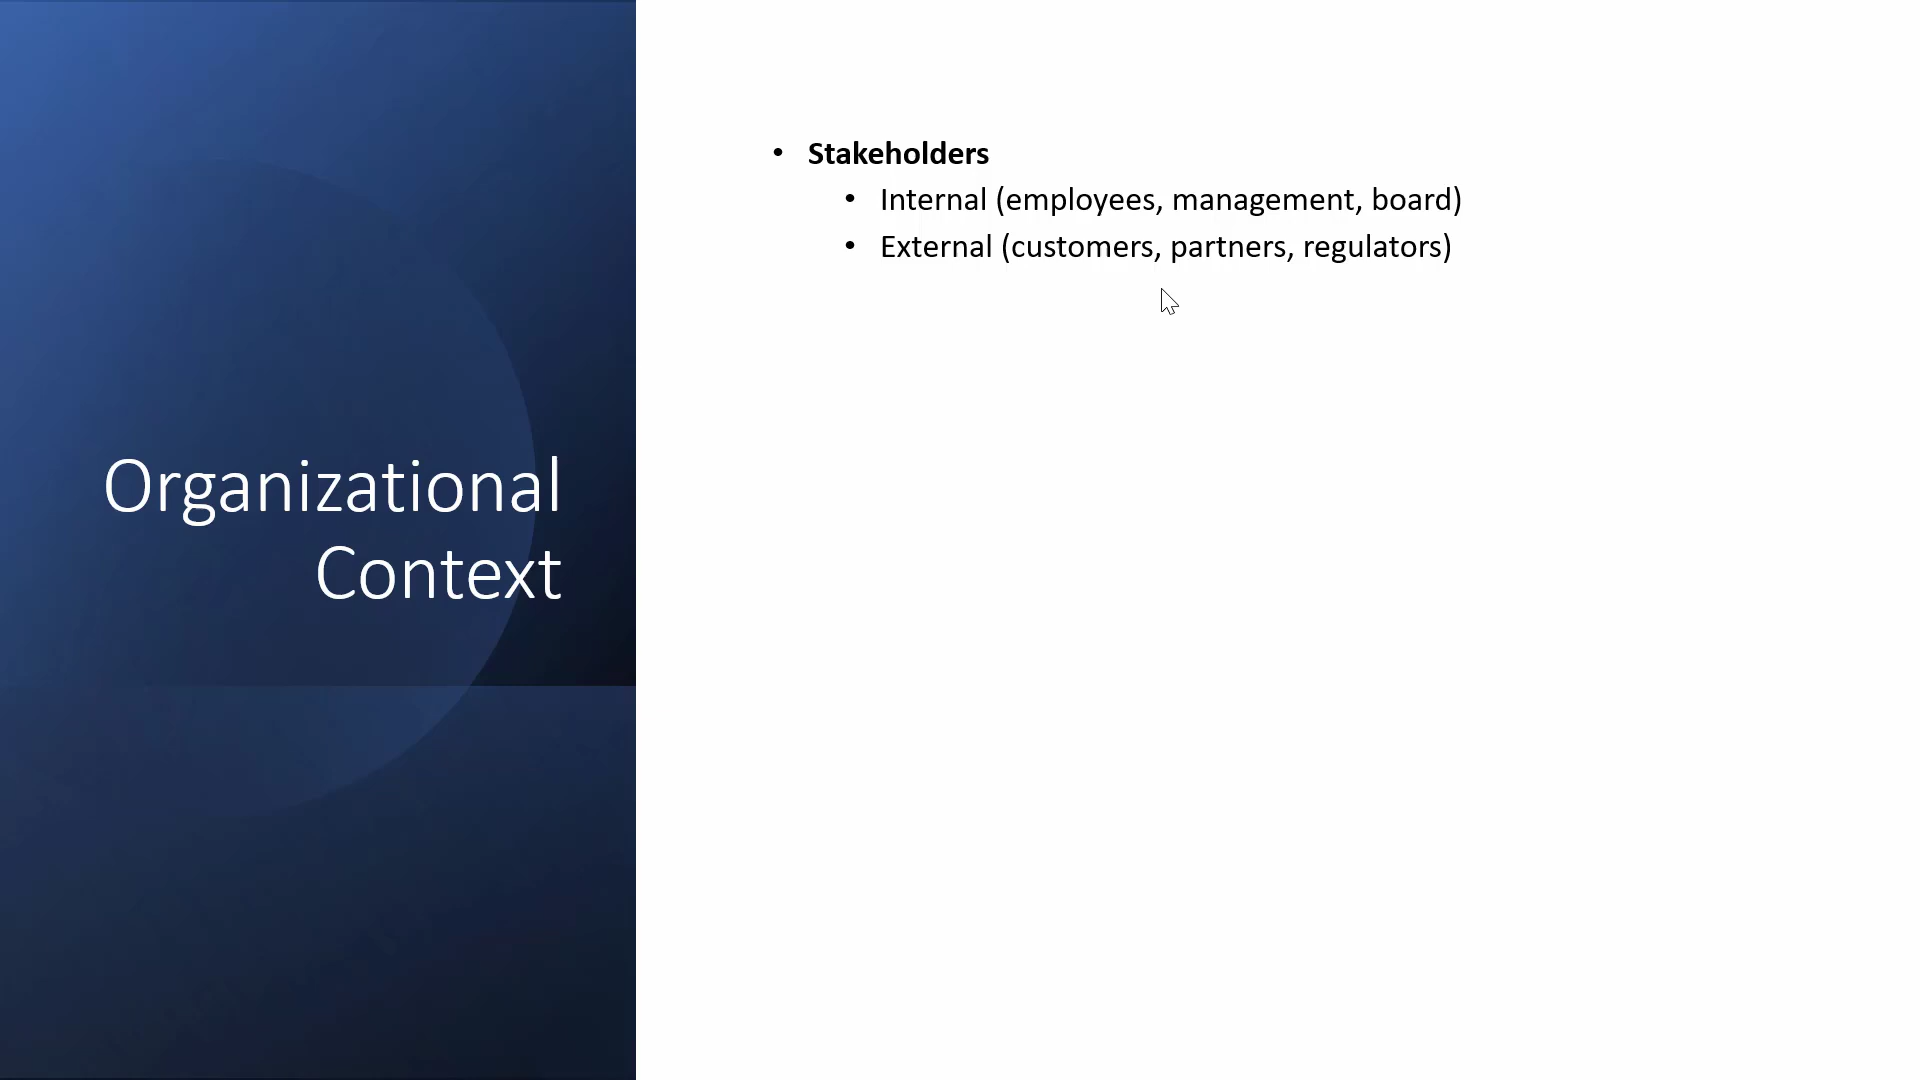 Organizational
Context
• Stakeholders
• Internal (employees, management, board)
• External (customers, partners, regulators)